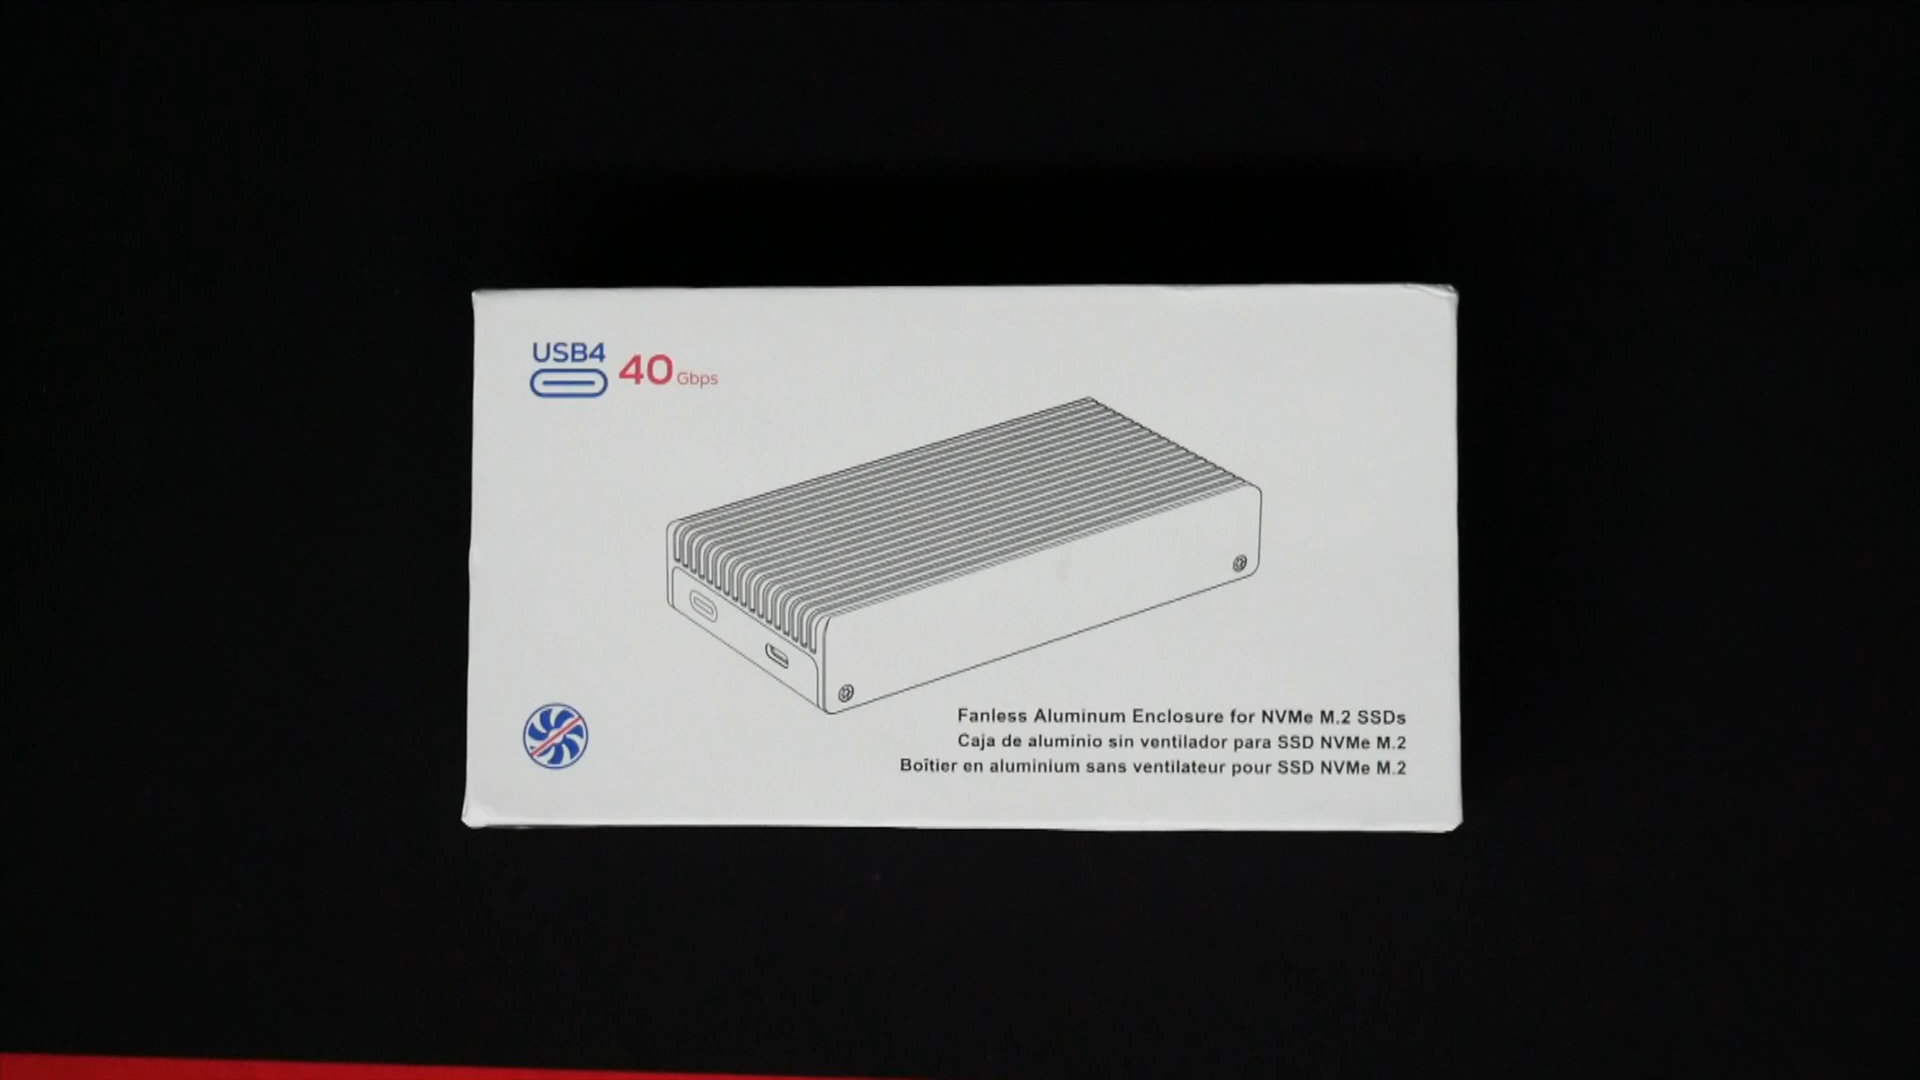 USB4
40 Gbps
Fanless Aluminum Enclosure for NVMe M.2 SSDs
Caja de aluminio sin ventilador para SSD NVMe M.2
Boîtier en aluminium sans ventilateur pour SSD NVMe M.2